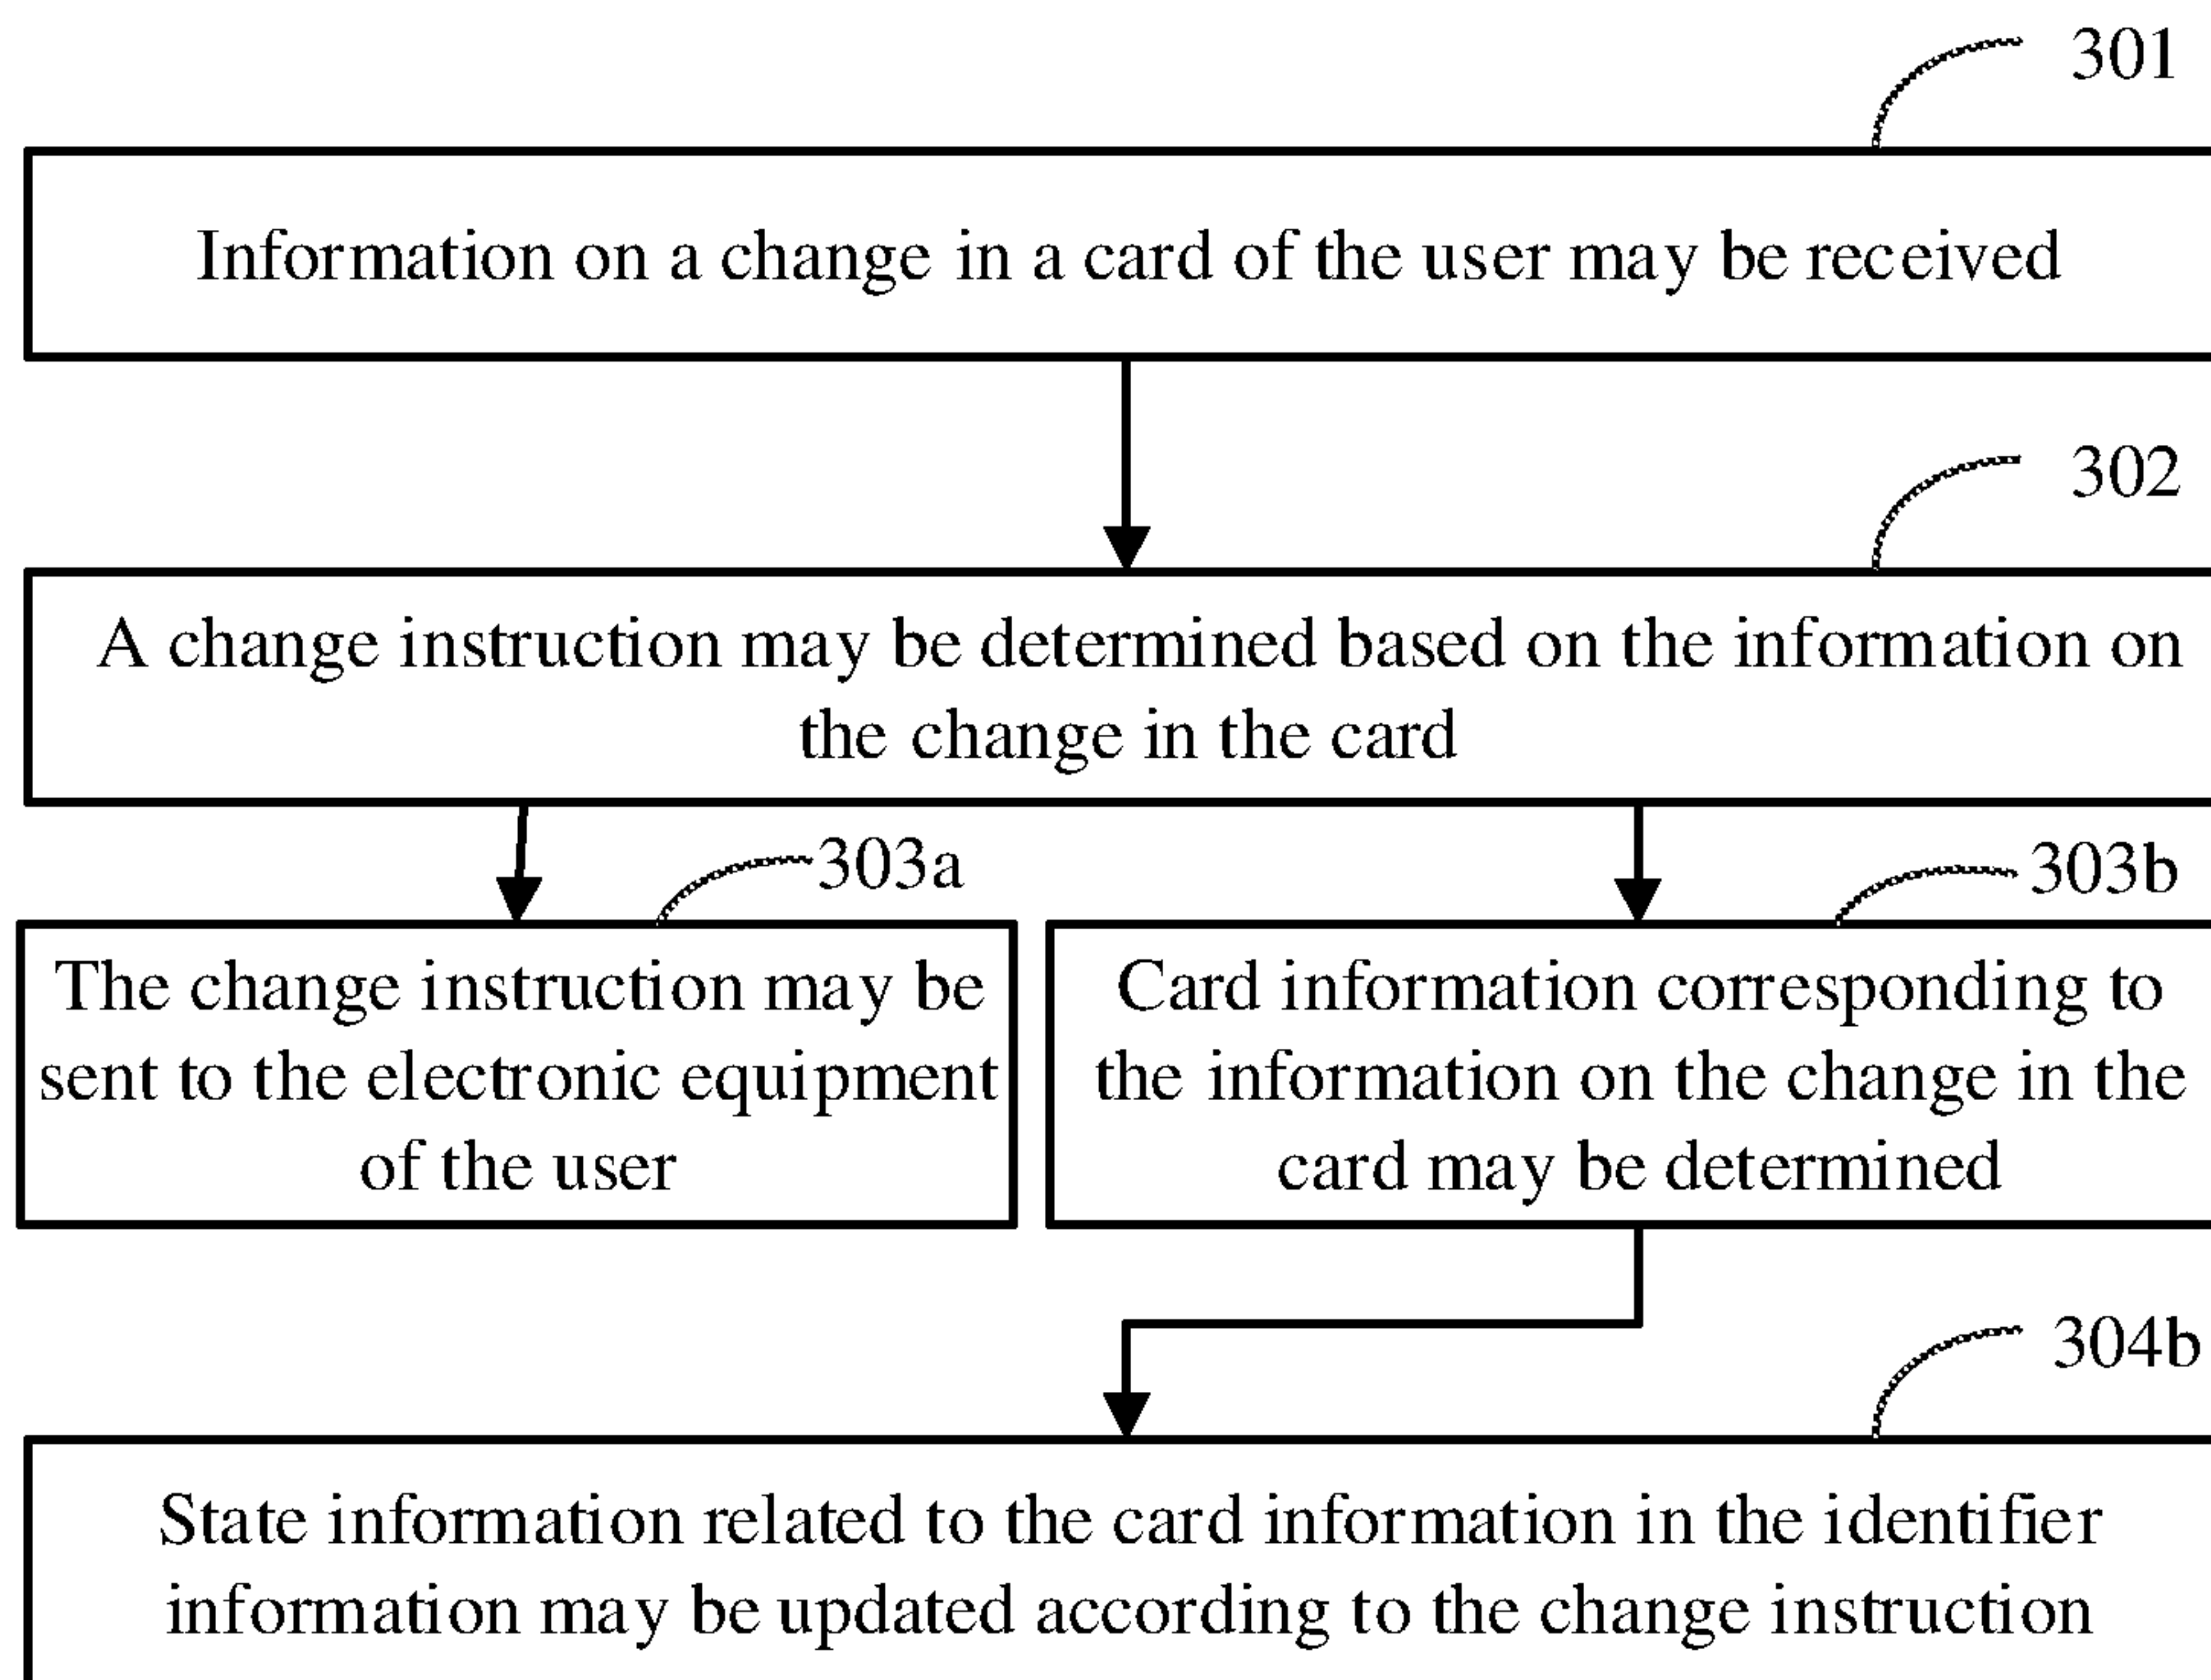 301
Information on a change in a card of the user may be received
302
A change instruction may be determined based on the information on
the change in the card
303a
The change instruction may be
sent to the electronic equipment
of the user
303b
Card information corresponding to
the information on the change in the
card may be determined
304b
State information related to the card information in the identifier
information may be updated according to the change instruction